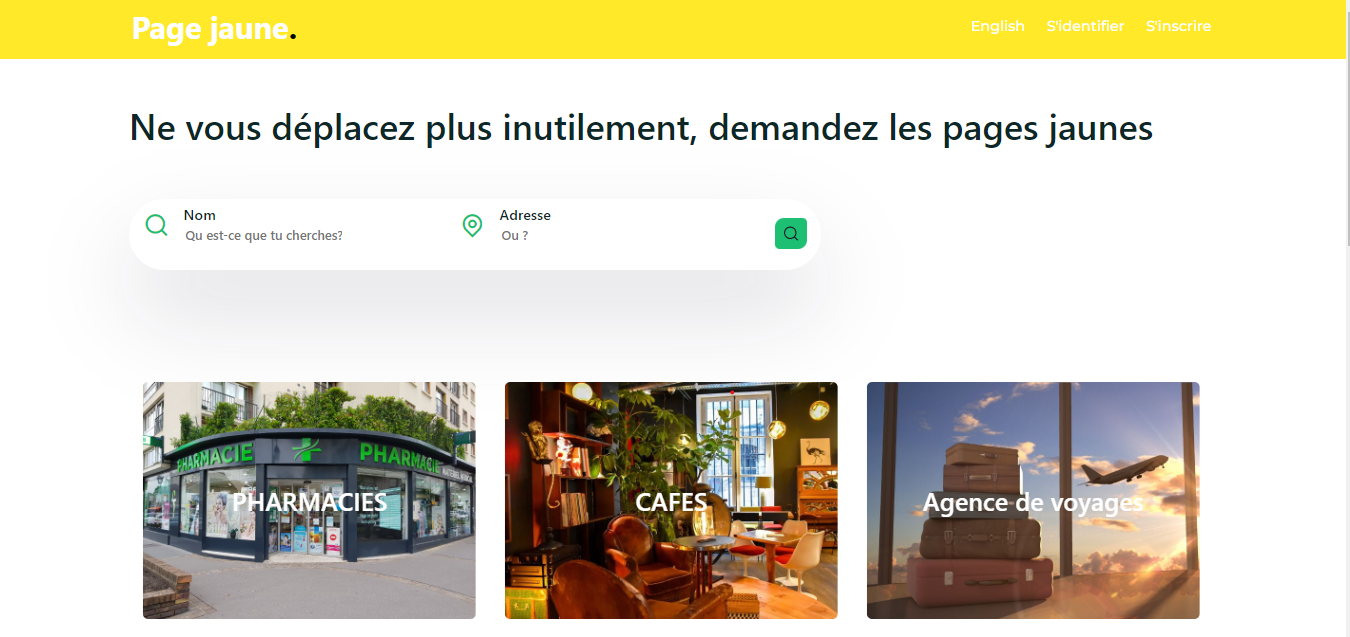 Page jaune.
English S'identifier S'inscrire
Ne vous déplacez plus inutilement, demandez les pages jaunes
Nom
Qu est-ce que tu cherches?
Adresse
Ou ?
PHARMACIE PHARMACIE
PHARMACIES
CAFES
Agence de voyages